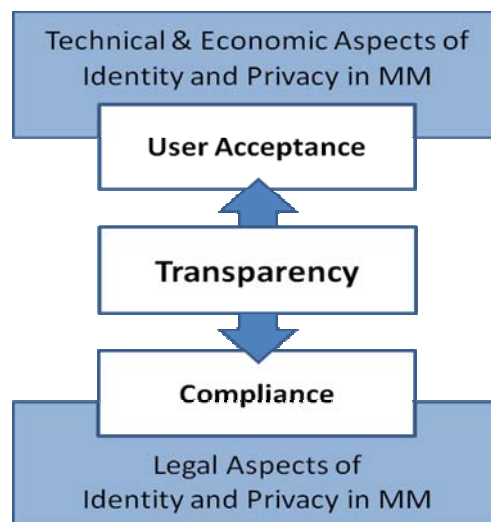 Technical & Economic Aspects of
Identity and Privacy in MM
User Acceptance
Transparency
Compliance
Legal Aspects of
Identity and Privacy in MM